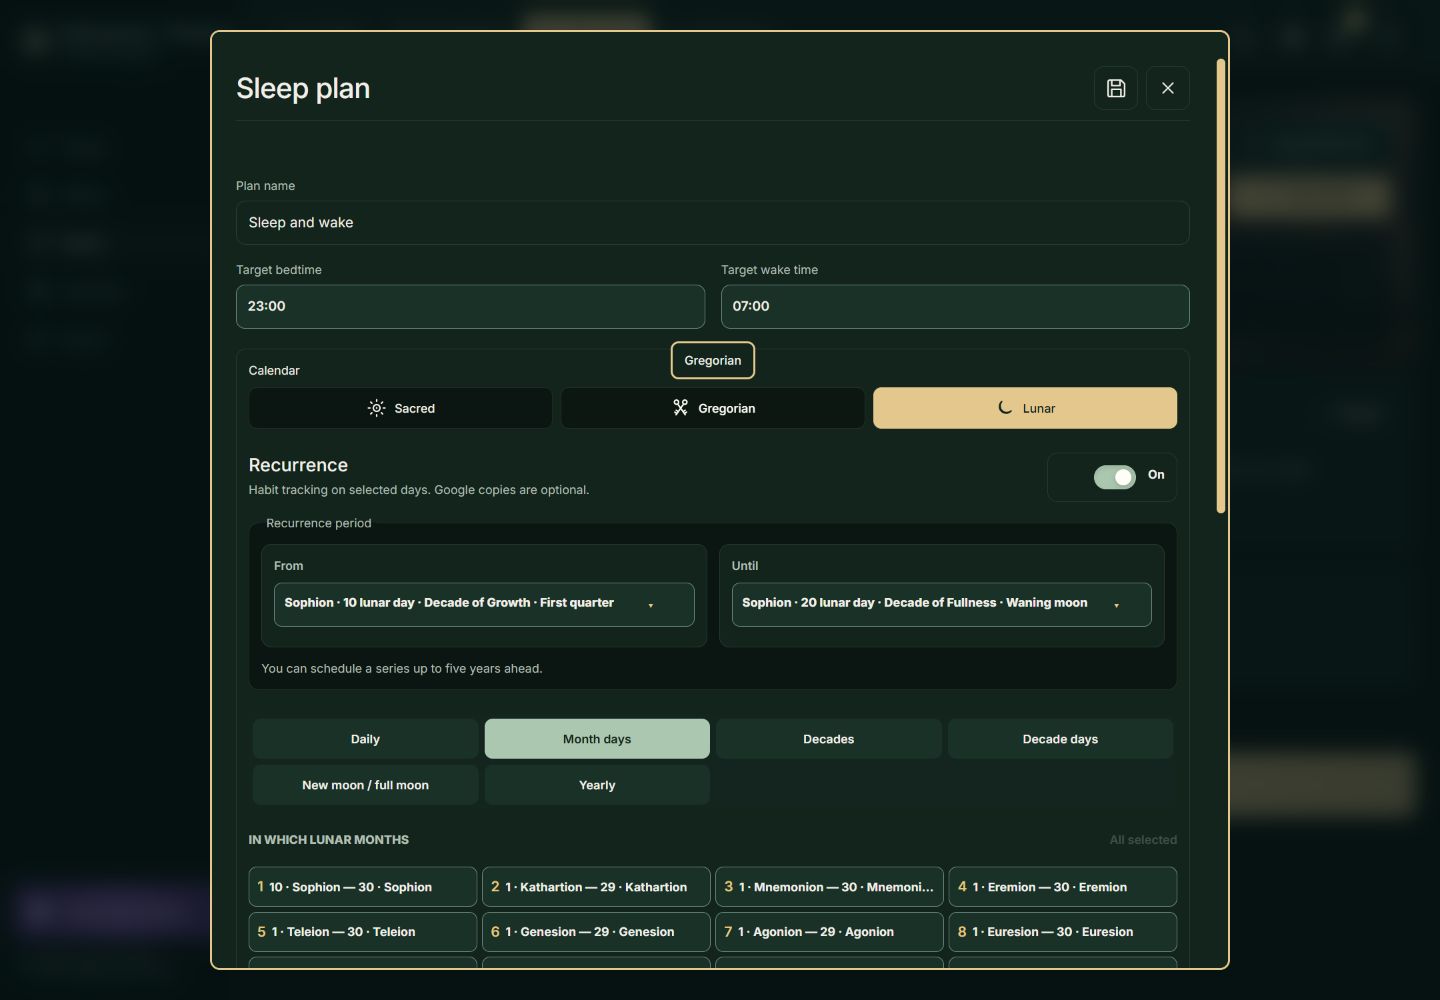 Sleep plan
Plan name
Sleep and wake
Target bedtime
Target wake time
23:00
07:00
Gregorian
Calendar
Sacred
Gregorian
Lunar
Recurrence
On
Habit tracking on selected days. Google copies are optional.
Recurrence period
From
Until
Sophion · 10 lunar day · Decade of Growth · First quarter
Sophion · 20 lunar day · Decade of Fullness · Waning moon
You can schedule a series up to five years ahead.
Daily
Month days
Decades
Decade days
New moon / full moon
Yearly
IN WHICH LUNAR MONTHS
All selected
1 10 · Sophion — 30 · Sophion
2 1 · Kathartion — 29 · Kathartion
3 1 · Mnemonion — 30 · Mnemoni...
4 1 · Eremion — 30 · Eremion
5 1 · Teleion — 30 · Teleion
6 1 · Genesion — 29 · Genesion
7 1 · Agonion — 29 · Agonion
8 1 · Euresion — 30 · Euresion